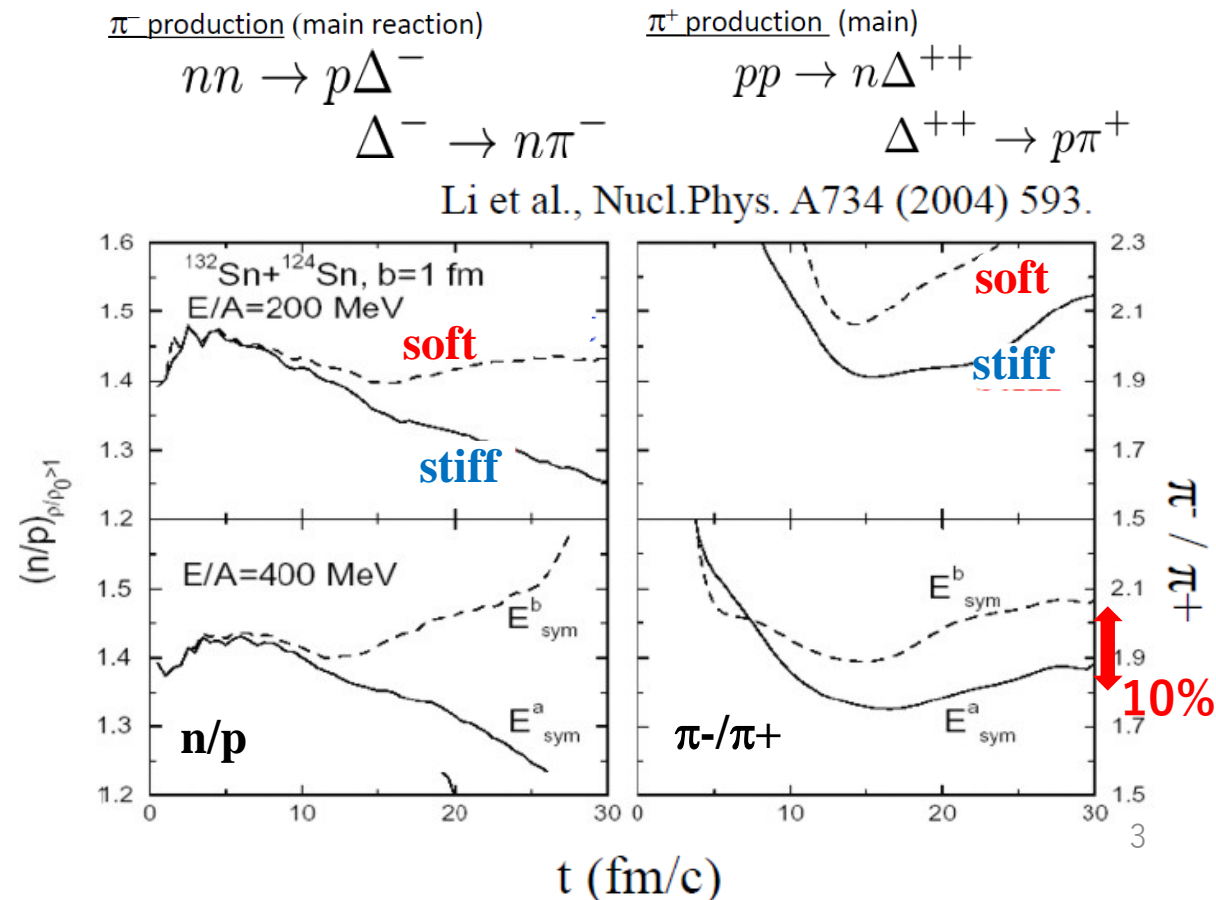 π⁻ production (main reaction)
nn → pΔ⁻
Δ⁻ → nπ⁻
π⁺ production (main)
pp → nΔ⁺⁺
Δ⁺⁺ → pπ⁺
Li et al., Nucl.Phys. A734 (2004) 593.
(n/p)ρ/ρ₀>1
1.6
1.5
1.4
1.3
1.2
1.5
1.4
1.3
1.2
¹³²Sn+¹²⁴Sn, b=1 fm
E/A=200 MeV
soft
stiff
E/A=400 MeV
E^b_sym
E^a_sym
n/p
0
10
20
30
soft
stiff
E^b_sym
E^a_sym
π-/π+
0
10
20
30
2.3
2.1
1.9
1.7
1.5
2.1
1.9
1.7
1.5
π- / π+
10%
t (fm/c)
3